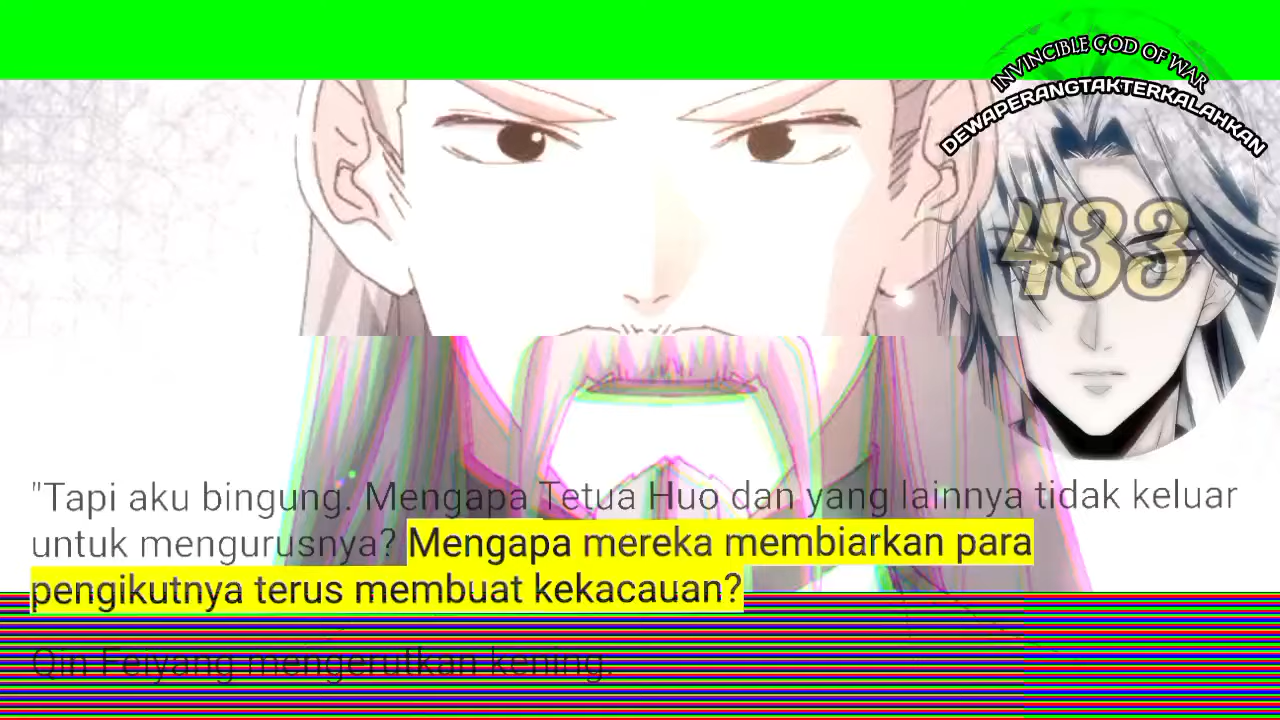 INVINCIBLE GOD OF WAR
DEWAPERANGTAKTERKALAHKAN
433
"Tapi aku bingung. Mengapa Tetua Huo dan yang lainnya tidak keluar
untuk mengurusnya? Mengapa mereka membiarkan para
pengikutnya terus membuat kekacauan?
Qin Feiyang mengerutkan kening.